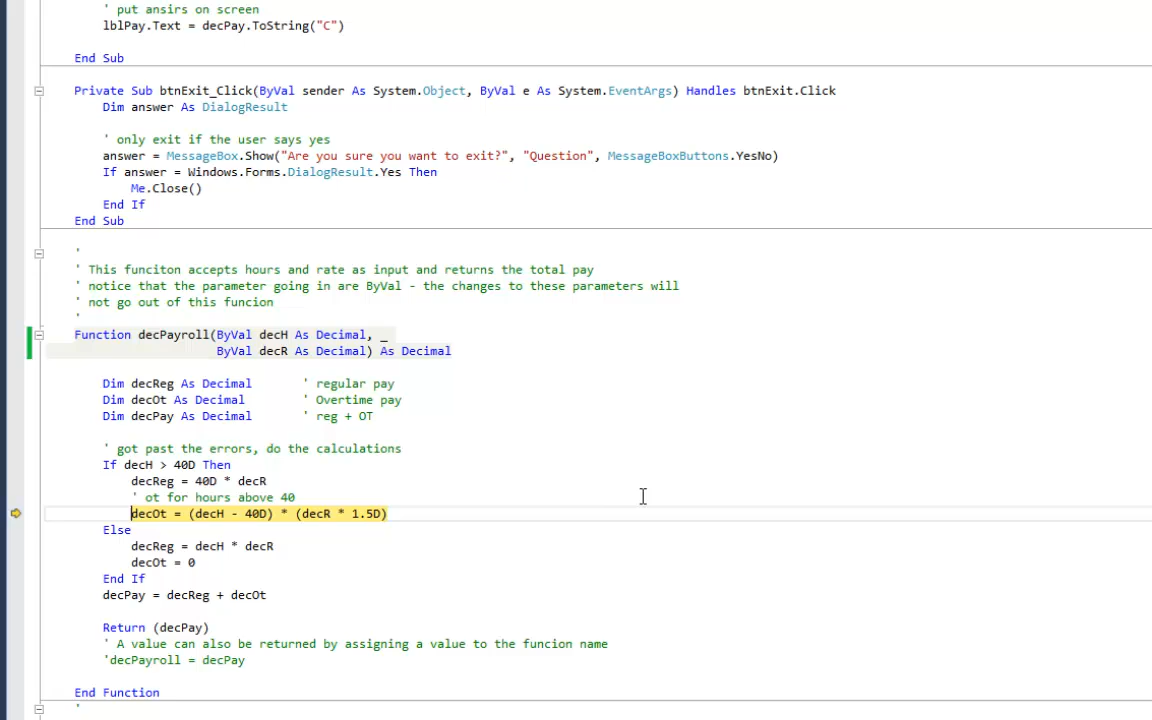 ' put ansirs on screen
lblPay.Text = decPay.ToString("C")
End Sub
Private Sub btnExit_Click(ByVal sender As System.Object, ByVal e As System.EventArgs) Handles btnExit.Click
Dim answer As DialogResult
' only exit if the user says yes
answer = MessageBox.Show("Are you sure you want to exit?", "Question", MessageBoxButtons.YesNo)
If answer = Windows.Forms.DialogResult.Yes Then
Me.Close()
End If
End Sub
'
' This funciton accepts hours and rate as input and returns the total pay
' notice that the parameter going in are ByVal - the changes to these parameters will
' not go out of this funcion
'
Function decPayroll(ByVal decH As Decimal, _
ByVal decR As Decimal) As Decimal
Dim decReg As Decimal ' regular pay
Dim decOt As Decimal ' Overtime pay
Dim decPay As Decimal ' reg + OT
' got past the errors, do the calculations
If decH > 40D Then
decReg = 40D * decR
' ot for hours above 40
decOt = (decH - 40D) * (decR * 1.5D)
Else
decReg = decH * decR
decOt = 0
End If
decPay = decReg + decOt
Return (decPay)
' A value can also be returned by assigning a value to the funcion name
'decPayroll = decPay
End Function
'